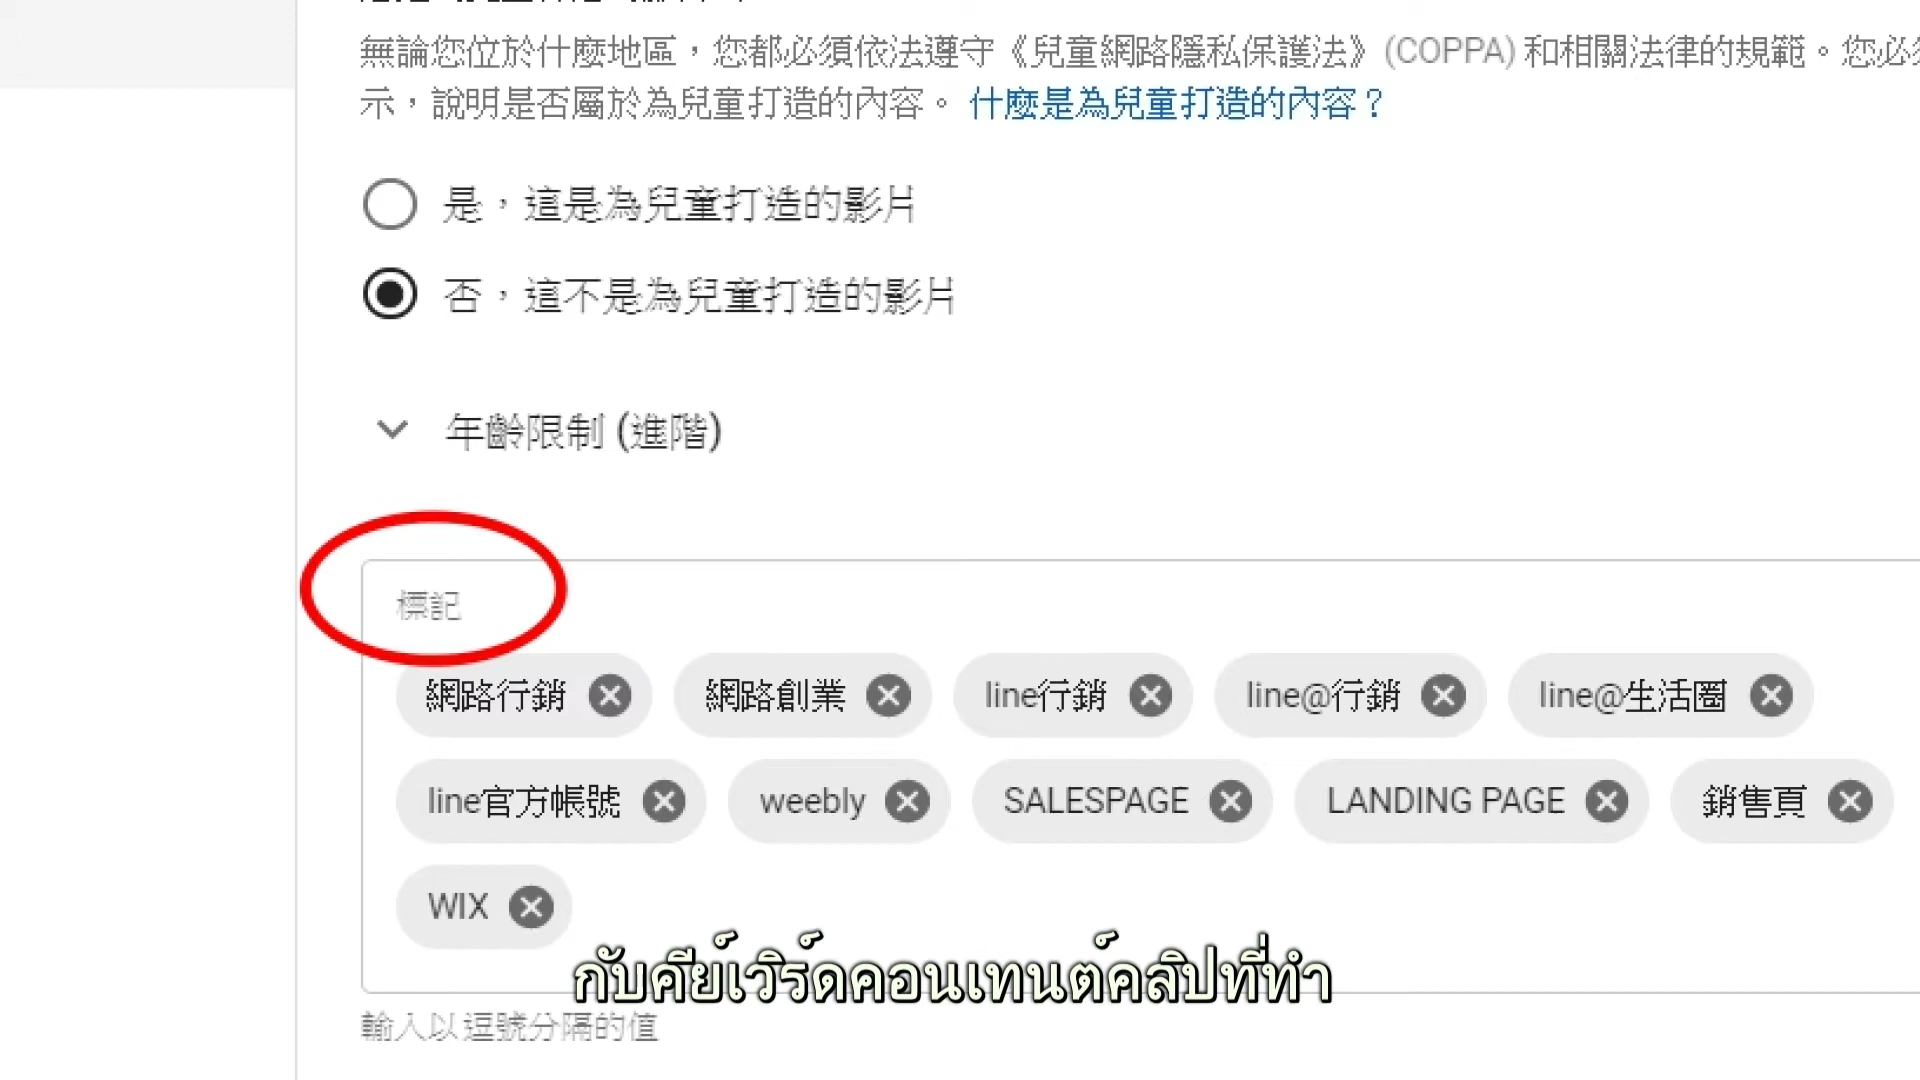 無論您位於什麼地區，您都必須依法遵守《兒童網路隱私保護法》(COPPA) 和相關法律的規範。您必須
示，說明是否屬於為兒童打造的內容。 什麼是為兒童打造的內容？
是，這是為兒童打造的影片
否，這不是為兒童打造的影片
年齡限制 (進階)
標記
網路行銷 網路創業 line行銷 line@行銷 line@生活圈
line官方帳號 weebly SALESPAGE LANDING PAGE 銷售頁
WIX
กับคีย์เวิร์ดคอนเทนต์คลิปที่ทำ
輸入以逗號分隔的值